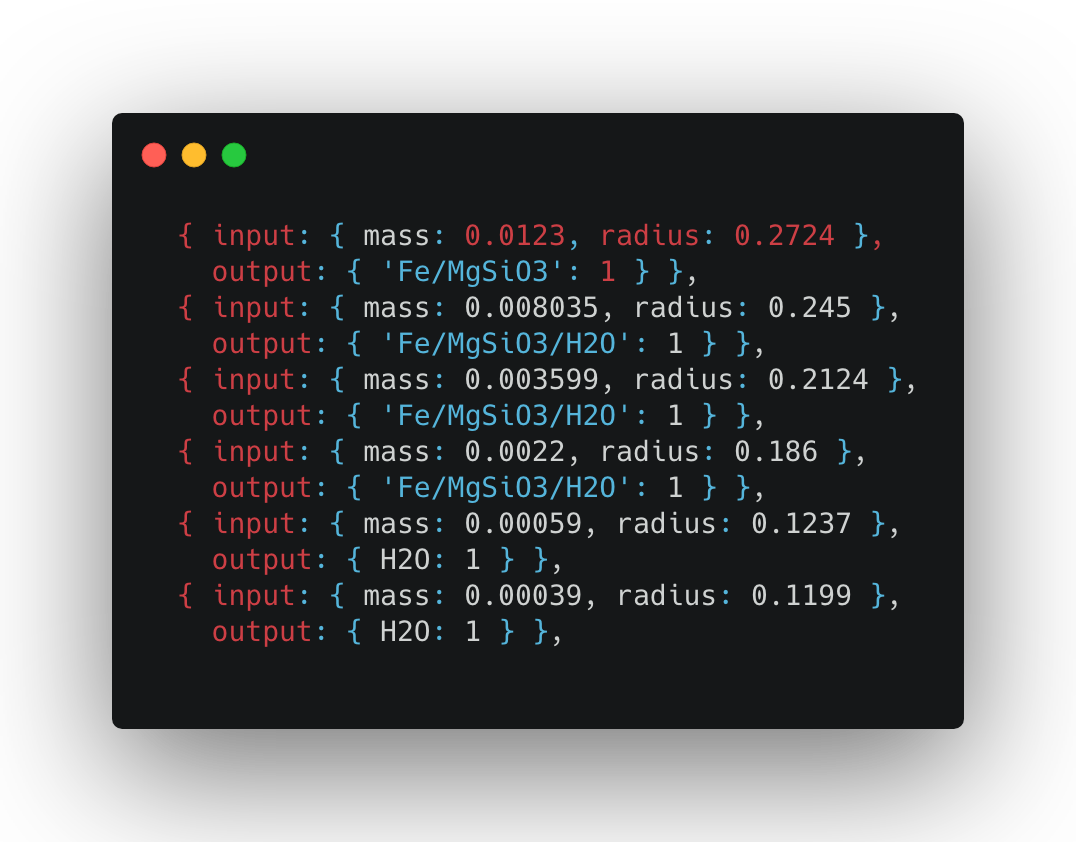 { input: { mass: 0.0123, radius: 0.2724 },
output: { 'Fe/MgSiO3': 1 } },
{ input: { mass: 0.008035, radius: 0.245 },
output: { 'Fe/MgSiO3/H2O': 1 } },
{ input: { mass: 0.003599, radius: 0.2124 },
output: { 'Fe/MgSiO3/H2O': 1 } },
{ input: { mass: 0.0022, radius: 0.186 },
output: { 'Fe/MgSiO3/H2O': 1 } },
{ input: { mass: 0.00059, radius: 0.1237 },
output: { H2O: 1 } },
{ input: { mass: 0.00039, radius: 0.1199 },
output: { H2O: 1 } },